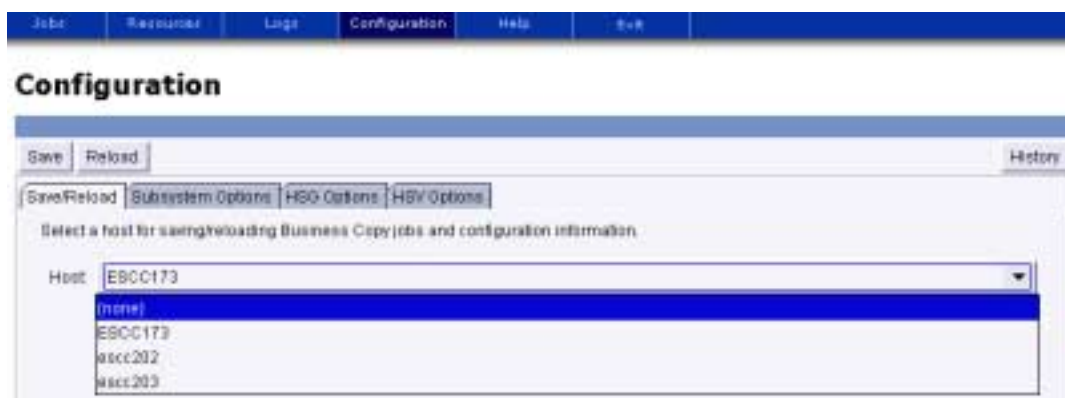 Jobs Resources Logs Configuration Help Exit
Configuration
Save Reload History
Save/Reload Subsystem Options HSG Options HSV Options
Select a host for saving/reloading Business Copy jobs and configuration information.
Host ESCC173
(none)
ESCC173
escc202
escc203